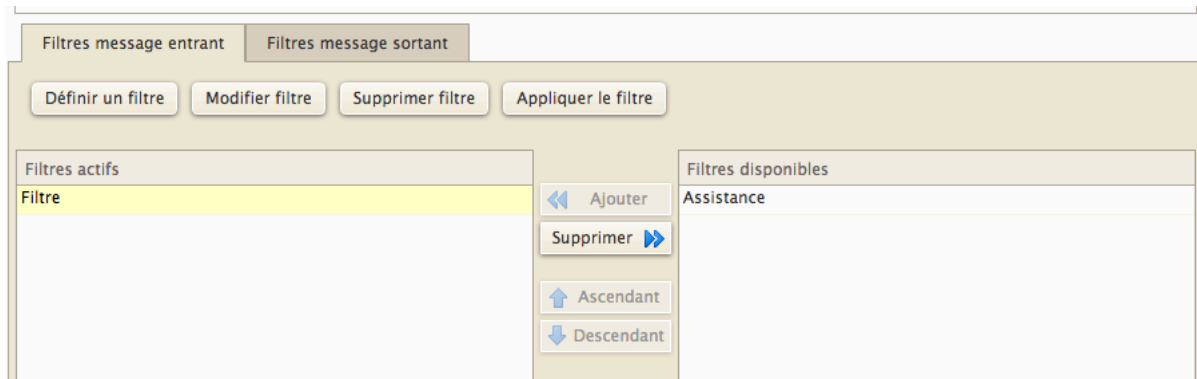 Filtres message entrant
Filtres message sortant
Définir un filtre
Modifier filtre
Supprimer filtre
Appliquer le filtre
Filtres actifs
Filtre
Ajouter
Supprimer
Ascendant
Descendant
Filtres disponibles
Assistance